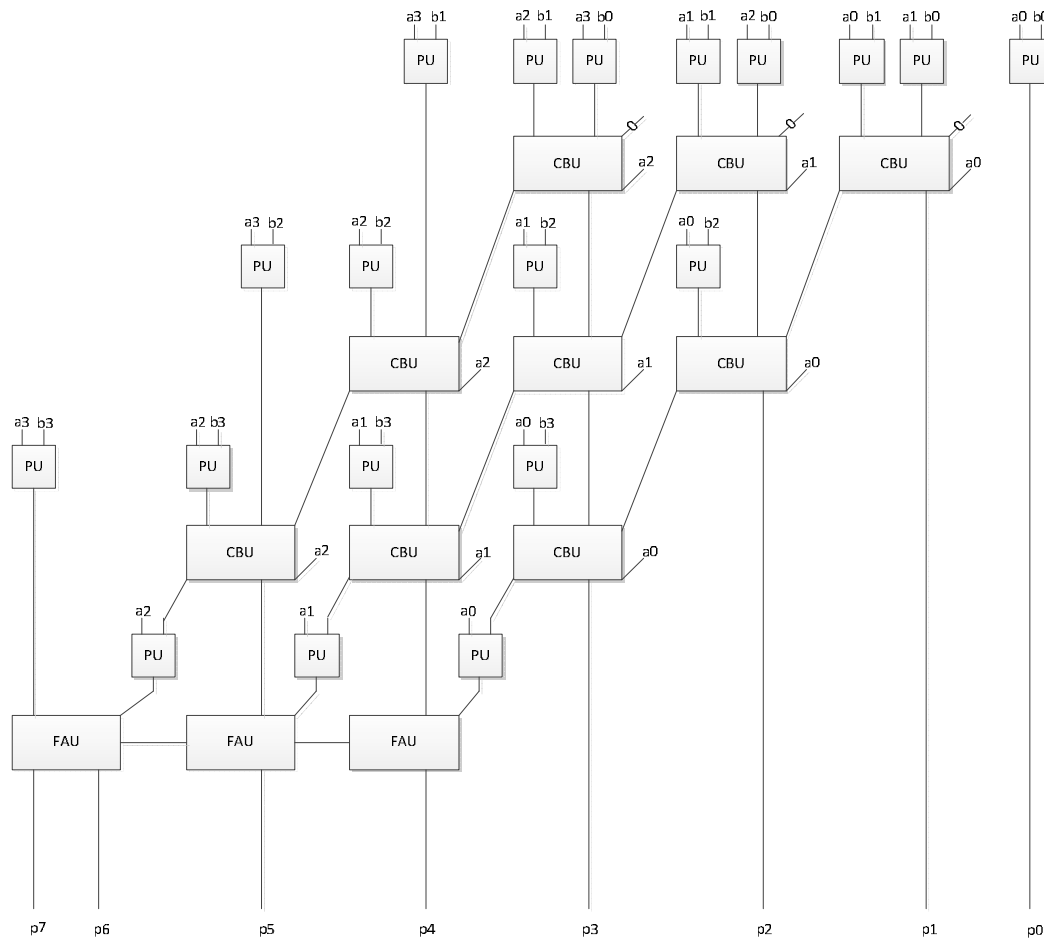 a3 b1 a2 b1 a3 b0 a1 b1 a2 b0 a0 b1 a1 b0 a0 b0
PU PU PU PU PU PU PU PU
0 0 0
CBU a2 CBU a1 CBU a0
a3 b2 a2 b2 a1 b2 a0 b2
PU PU PU PU
CBU a2 CBU a1 CBU a0
a3 b3 a2 b3 a1 b3 a0 b3
PU PU PU PU
CBU a2 CBU a1 CBU a0
a2 a1 a0
PU PU PU
FAU FAU FAU
p7 p6 p5 p4 p3 p2 p1 p0